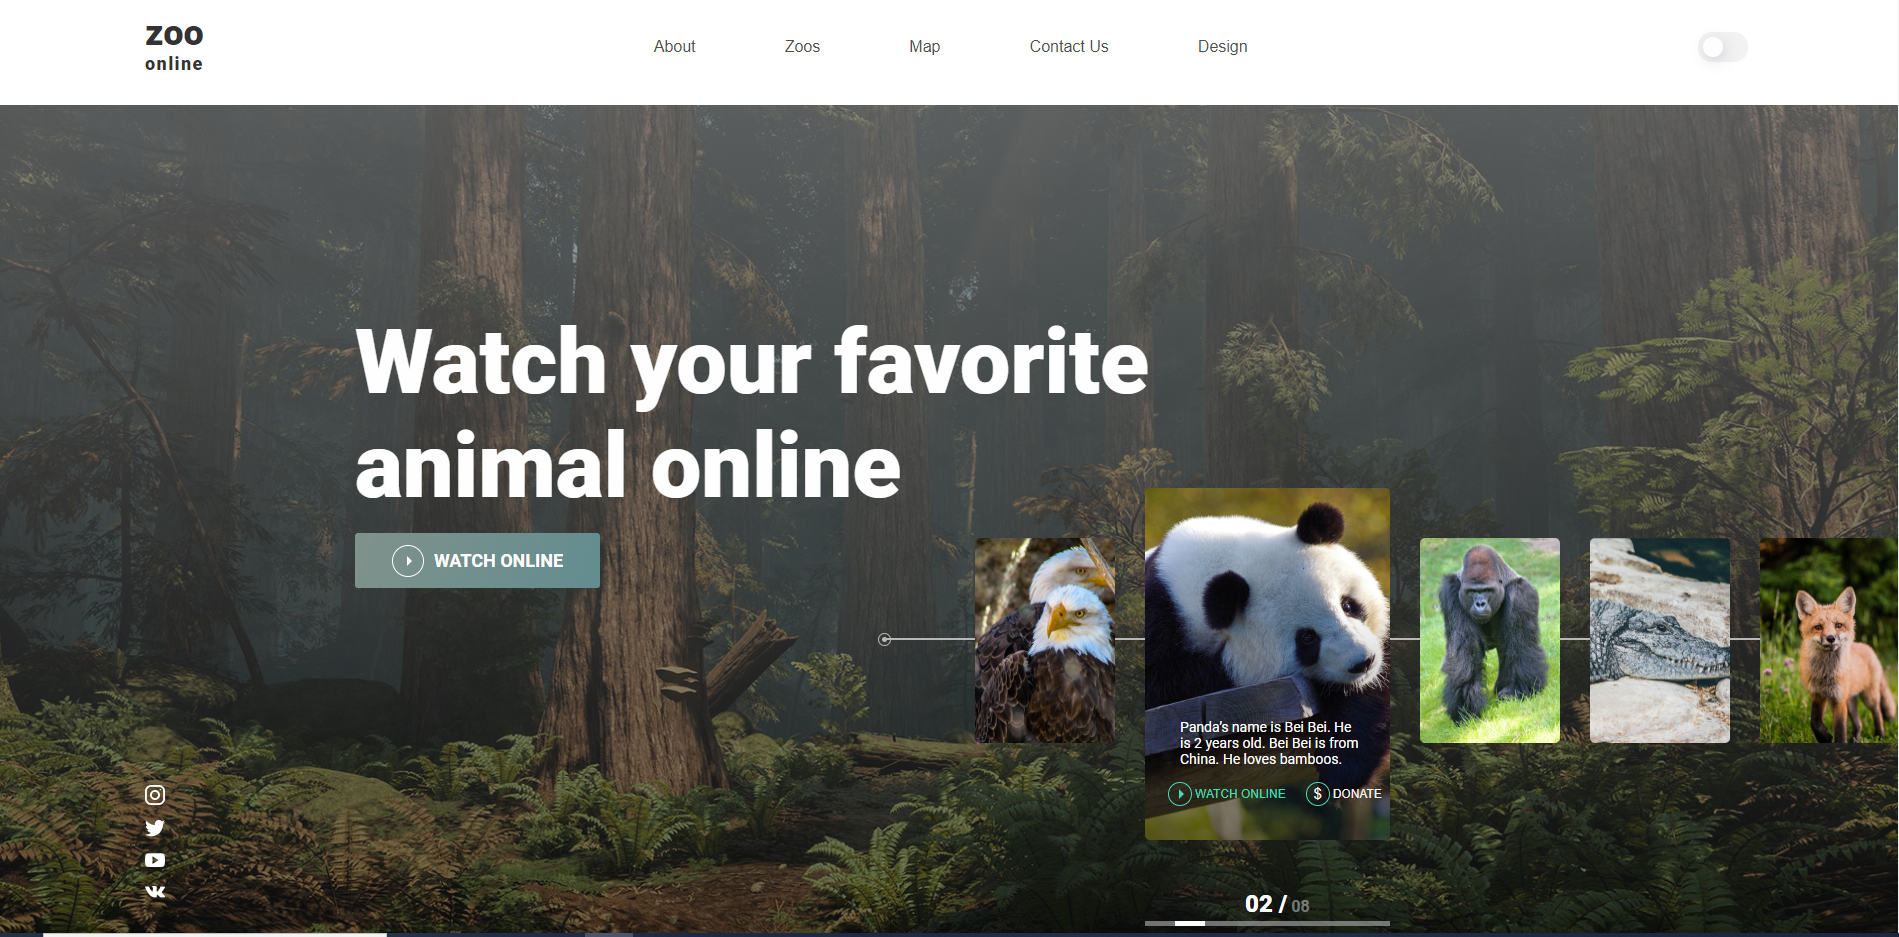 zoo
online
About
Zoos
Map
Contact Us
Design
Watch your favorite
animal online
WATCH ONLINE
Panda's name is Bei Bei. He
is 2 years old. Bei Bei is from
China. He loves bamboos.
WATCH ONLINE
$ DONATE
02 / 08